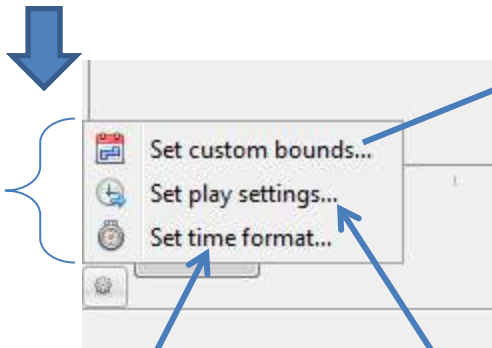 Set custom bounds...
Set play settings...
Set time format...